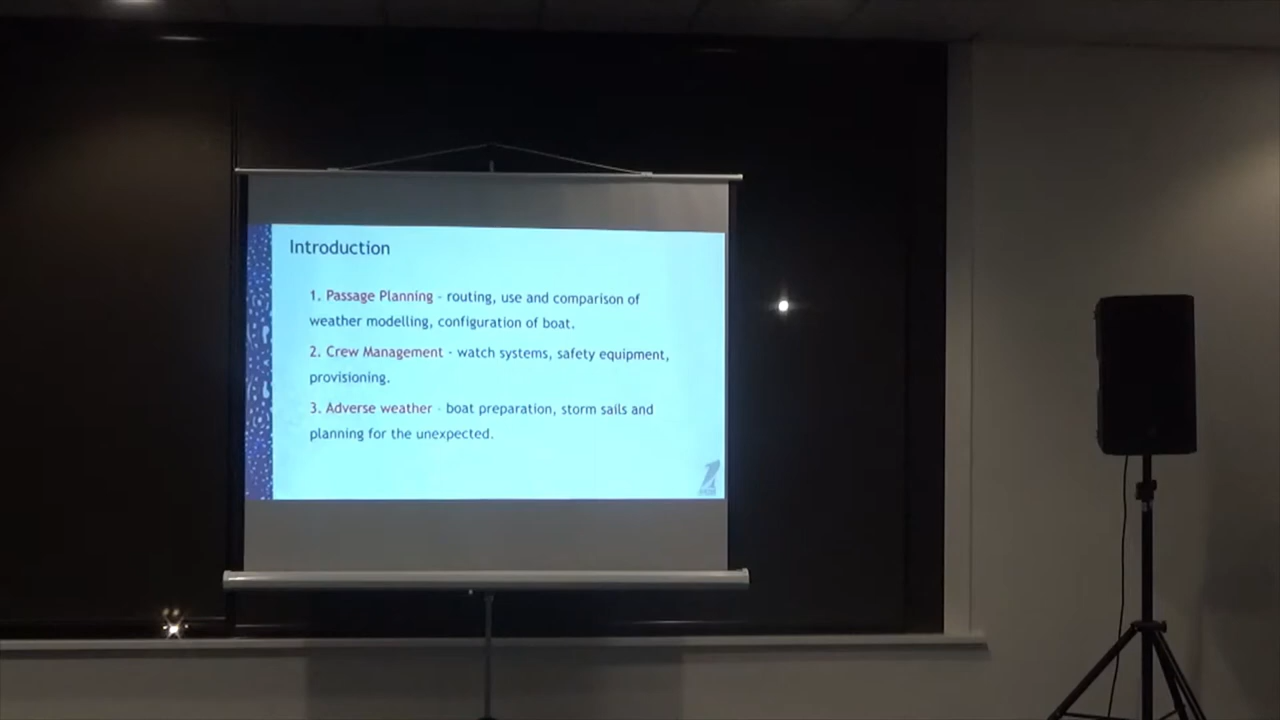 Introduction
1. Passage Planning - routing, use and comparison of
weather modelling, configuration of boat.
2. Crew Management - watch systems, safety equipment,
provisioning.
3. Adverse weather - boat preparation, storm sails and
planning for the unexpected.